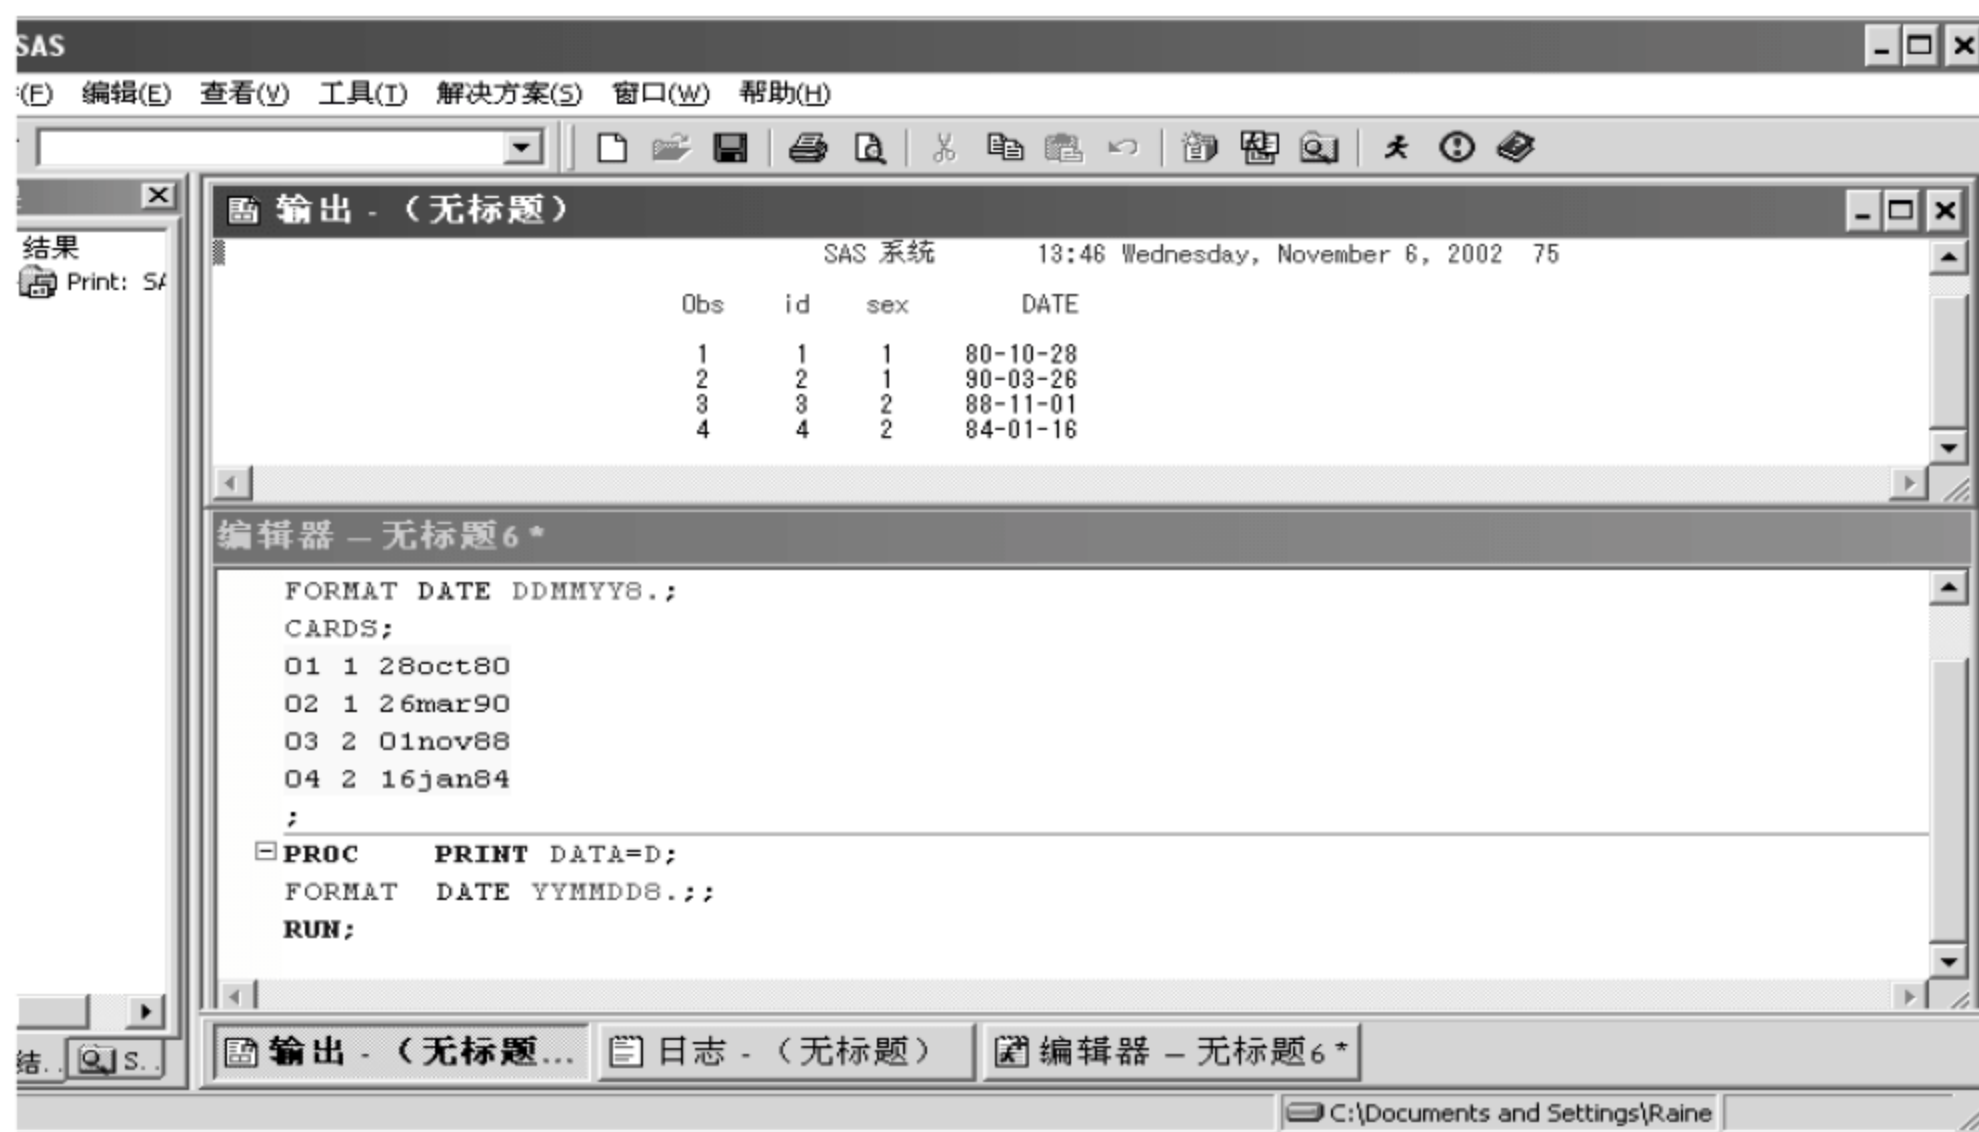 SAS
(F) 编辑(E) 查看(V) 工具(T) 解决方案(S) 窗口(W) 帮助(H)
结果
Print: SA
输出 - （无标题）
SAS 系统 13:46 Wednesday, November 6, 2002 75
Obs id sex DATE
1 1 1 80-10-28
2 2 1 90-03-26
3 3 2 88-11-01
4 4 2 84-01-16
编辑器 – 无标题6 *
FORMAT DATE DDMMYY8.;
CARDS;
01 1 28oct80
02 1 26mar90
03 2 01nov88
04 2 16jan84
;
PROC PRINT DATA=D;
FORMAT DATE YYMMDD8.;;
RUN;
结.. S..
输出 - （无标题... 日志 - （无标题） 编辑器 – 无标题6 *
C:\Documents and Settings\Raine